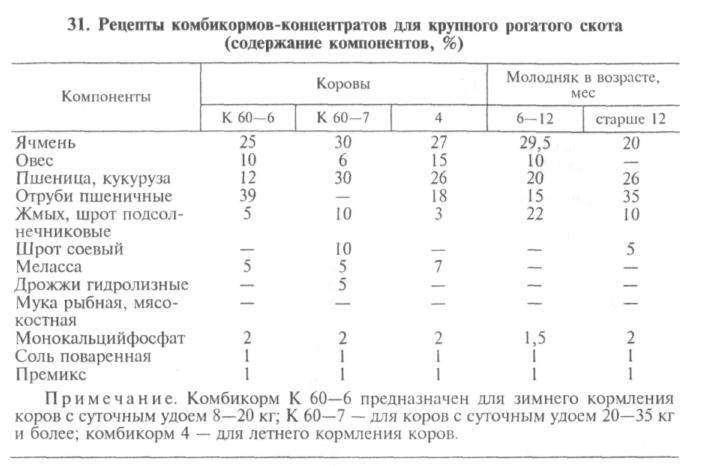 31. Рецепты комбикормов-концентратов для крупного рогатого скота
(содержание компонентов, %)
Компоненты Коровы Молодняк в возрасте,
мес
К 60—6 К 60—7 4 6—12 старше 12
Ячмень 25 30 27 29,5 20
Овес 10 6 15 10 —
Пшеница, кукуруза 12 30 26 20 26
Отруби пшеничные 39 — 18 15 35
Жмых, шрот подсол- 5 10 3 22 10
нечниковые
Шрот соевый — 10 — — 5
Меласса 5 5 7 — —
Дрожжи гидролизные — 5 — — —
Мука рыбная, мясо- — — — — —
костная
Монокальцийфосфат 2 2 2 1,5 2
Соль поваренная 1 1 1 1 1
Премикс 1 1 1 1 1
Примечание. Комбикорм К 60—6 предназначен для зимнего кормления
коров с суточным удоем 8—20 кг; К 60—7 — для коров с суточным удоем 20—35 кг
и более; комбикорм 4 — для летнего кормления коров.